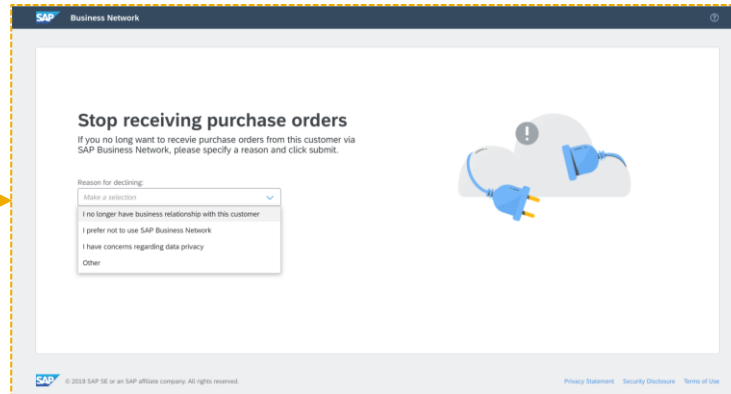 SAP Business Network
Stop receiving purchase orders
If you no long want to recevie purchase orders from this customer via
SAP Business Network, please specify a reason and click submit.
Reason for declining:
Make a selection
I no longer have business relationship with this customer
I prefer not to use SAP Business Network
I have concerns regarding data privacy
Other
SAP © 2018 SAP SE or an SAP affiliate company. All rights reserved. Privacy Statement Security Disclosure Terms of Use